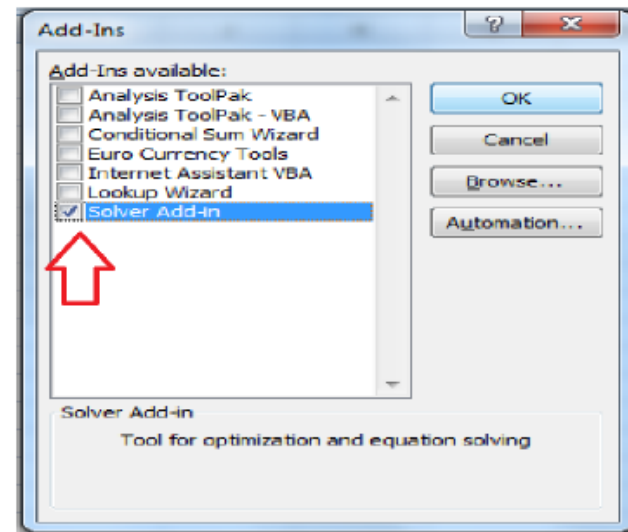 Add-Ins
Add-Ins available:
Analysis ToolPak
Analysis ToolPak - VBA
Conditional Sum Wizard
Euro Currency Tools
Internet Assistant VBA
Lookup Wizard
Solver Add-in
OK
Cancel
Browse...
Automation...
Solver Add-in
Tool for optimization and equation solving